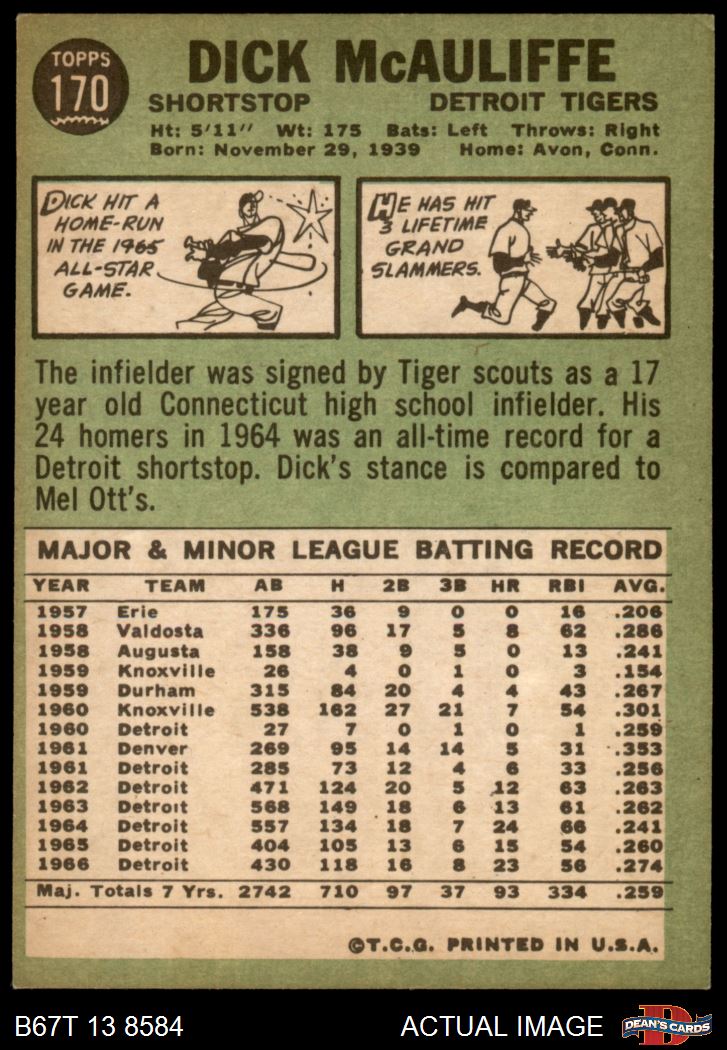 TOPPS
170
DICK McAULIFFE
SHORTSTOP DETROIT TIGERS
Ht: 5'11" Wt: 175 Bats: Left Throws: Right
Born: November 29, 1939 Home: Avon, Conn.
DICK HIT A
HOME-RUN
IN THE 1965
ALL-STAR
GAME.
HE HAS HIT
3 LIFETIME
GRAND
SLAMMERS.
The infielder was signed by Tiger scouts as a 17
year old Connecticut high school infielder. His
24 homers in 1964 was an all-time record for a
Detroit shortstop. Dick's stance is compared to
Mel Ott's.
MAJOR & MINOR LEAGUE BATTING RECORD
YEAR TEAM AB H 2B 3B HR RBI AVG.
1957 Erie 175 36 9 0 0 16 .206
1958 Valdosta 336 96 17 5 8 62 .286
1958 Augusta 158 38 9 5 0 13 .241
1959 Knoxville 26 4 0 1 0 3 .154
1959 Durham 315 84 20 4 4 43 .267
1960 Knoxville 538 162 27 21 7 54 .301
1960 Detroit 27 7 0 1 0 1 .259
1961 Denver 269 95 14 14 5 31 .353
1961 Detroit 285 73 12 4 6 33 .256
1962 Detroit 471 124 20 5 12 63 .263
1963 Detroit 568 149 18 6 13 61 .262
1964 Detroit 557 134 18 7 24 66 .241
1965 Detroit 404 105 13 6 15 54 .260
1966 Detroit 430 118 16 8 23 56 .274
Maj. Totals 7 Yrs. 2742 710 97 37 93 334 .259
©T.C.G. PRINTED IN U.S.A.
B67T 13 8584 ACTUAL IMAGE
D
DEAN'S CARDS